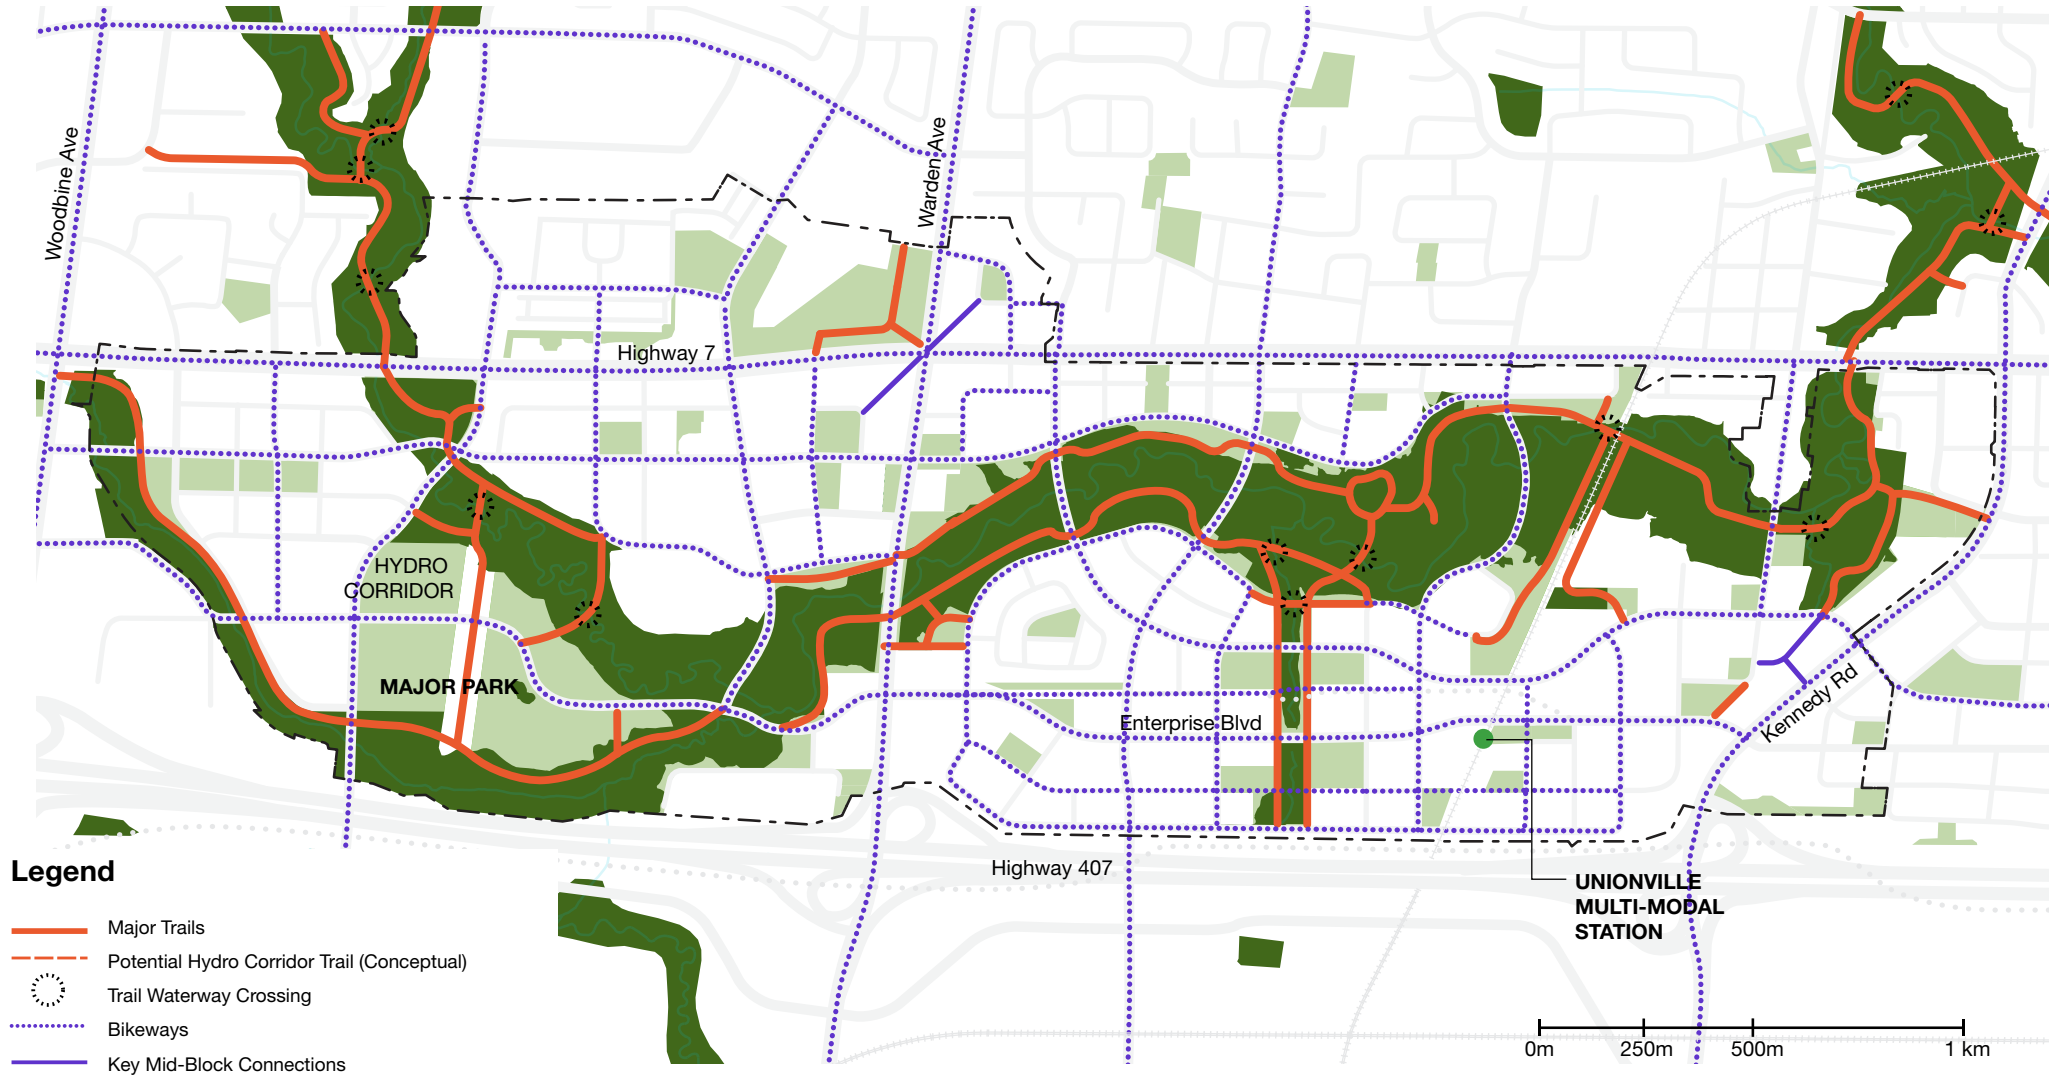 Woodbine Ave
Warden Ave
Highway 7
HYDRO
CORRIDOR
MAJOR PARK
Enterprise Blvd
Kennedy Rd
Highway 407
UNIONVILLE
MULTI-MODAL
STATION
Legend
Major Trails
Potential Hydro Corridor Trail (Conceptual)
Trail Waterway Crossing
Bikeways
Key Mid-Block Connections
0m 250m 500m 1 km